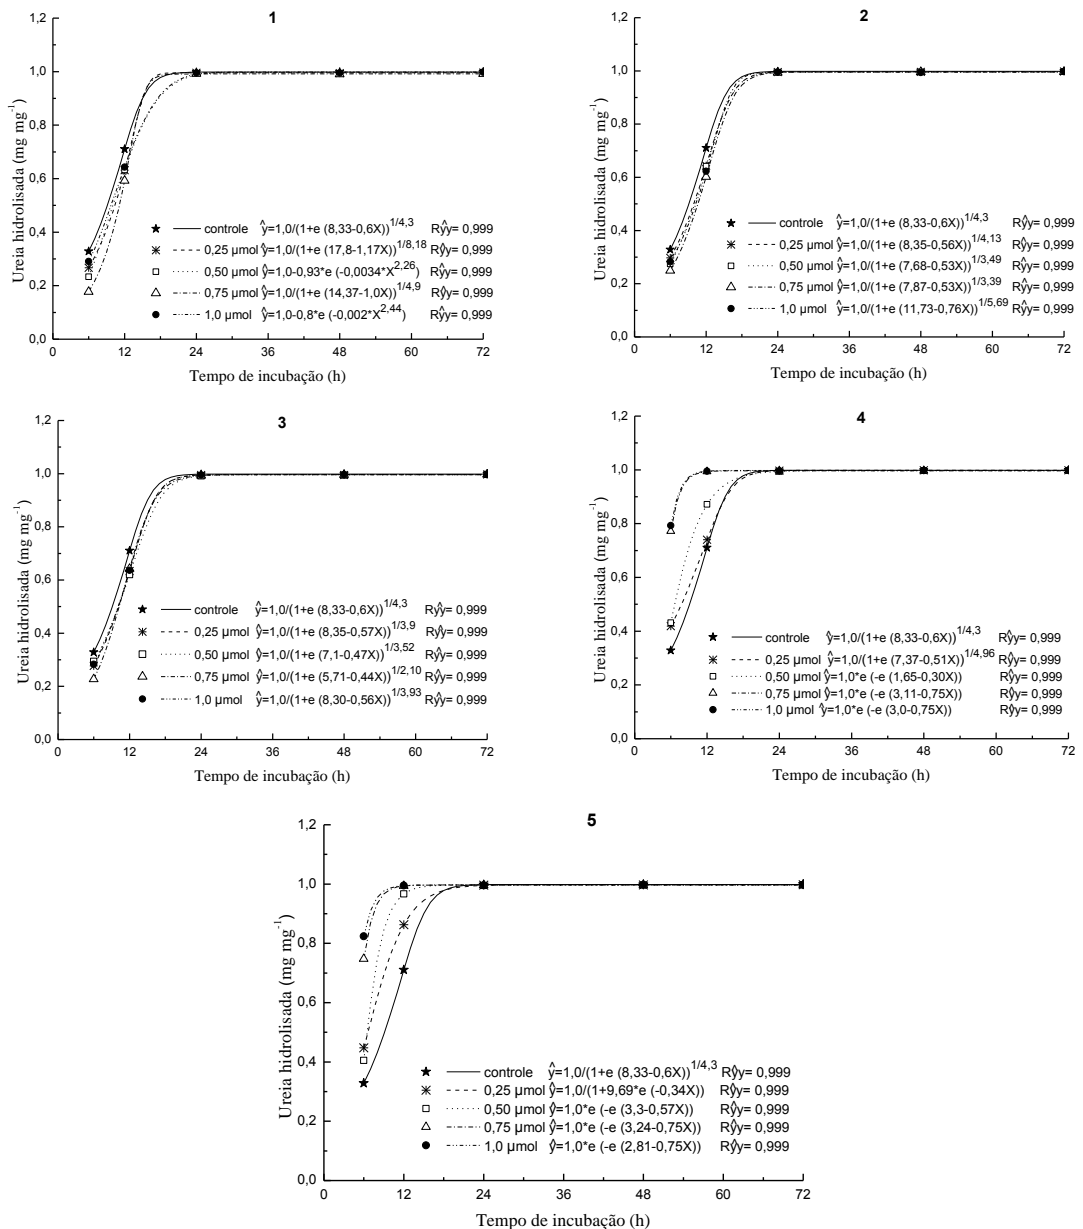 1
1,2
1,0
0,8
0,6
0,4
0,2
0,0
Ureia hidrolisada (mg mg⁻¹)
controle ŷ=1,0/(1+e (8,33-0,6X))^1/4,3 Rŷy= 0,999
0,25 µmol ŷ=1,0/(1+e (17,8-1,17X))^1/8,18 Rŷy= 0,999
0,50 µmol ŷ=1,0-0,93*e (-0,0034*X^2,26) Rŷy= 0,999
0,75 µmol ŷ=1,0/(1+e (14,37-1,0X))^1/4,9 Rŷy= 0,999
1,0 µmol ŷ=1,0-0,8*e (-0,002*X^2,44) Rŷy= 0,999
0 12 24 36 48 60 72
Tempo de incubação (h)
2
1,2
1,0
0,8
0,6
0,4
0,2
0,0
Ureia hidrolisada (mg mg⁻¹)
controle ŷ=1,0/(1+e (8,33-0,6X))^1/4,3 Rŷy= 0,999
0,25 µmol ŷ=1,0/(1+e (8,35-0,56X))^1/4,13 Rŷy= 0,999
0,50 µmol ŷ=1,0/(1+e (7,68-0,53X))^1/3,49 Rŷy= 0,999
0,75 µmol ŷ=1,0/(1+e (7,87-0,53X))^1/3,39 Rŷy= 0,999
1,0 µmol ŷ=1,0/(1+e (11,73-0,76X))^1/5,69 Rŷy= 0,999
0 12 24 36 48 60 72
Tempo de incubação (h)
3
1,2
1,0
0,8
0,6
0,4
0,2
0,0
Ureia hidrolisada (mg mg⁻¹)
controle ŷ=1,0/(1+e (8,33-0,6X))^1/4,3 Rŷy= 0,999
0,25 µmol ŷ=1,0/(1+e (8,35-0,57X))^1/3,9 Rŷy= 0,999
0,50 µmol ŷ=1,0/(1+e (7,1-0,47X))^1/3,52 Rŷy= 0,999
0,75 µmol ŷ=1,0/(1+e (5,71-0,44X))^1/2,10 Rŷy= 0,999
1,0 µmol ŷ=1,0/(1+e (8,30-0,56X))^1/3,93 Rŷy= 0,999
0 12 24 36 48 60 72
Tempo de incubação (h)
4
1,2
1,0
0,8
0,6
0,4
0,2
0,0
Ureia hidrolisada (mg mg⁻¹)
controle ŷ=1,0/(1+e (8,33-0,6X))^1/4,3 Rŷy= 0,999
0,25 µmol ŷ=1,0/(1+e (7,37-0,51X))^1/4,96 Rŷy= 0,999
0,50 µmol ŷ=1,0*e (-e (1,65-0,30X)) Rŷy= 0,999
0,75 µmol ŷ=1,0*e (-e (3,11-0,75X)) Rŷy= 0,999
1,0 µmol ŷ=1,0*e (-e (3,0-0,75X)) Rŷy= 0,999
0 12 24 36 48 60 72
Tempo de incubação (h)
5
1,2
1,0
0,8
0,6
0,4
0,2
0,0
Ureia hidrolisada (mg mg⁻¹)
controle ŷ=1,0/(1+e (8,33-0,6X))^1/4,3 Rŷy= 0,999
0,25 µmol ŷ=1,0/(1+9,69*e (-0,34X)) Rŷy= 0,999
0,50 µmol ŷ=1,0*e (-e (3,3-0,57X)) Rŷy= 0,999
0,75 µmol ŷ=1,0*e (-e (3,24-0,75X)) Rŷy= 0,999
1,0 µmol ŷ=1,0*e (-e (2,81-0,75X)) Rŷy= 0,999
0 12 24 36 48 60 72
Tempo de incubação (h)